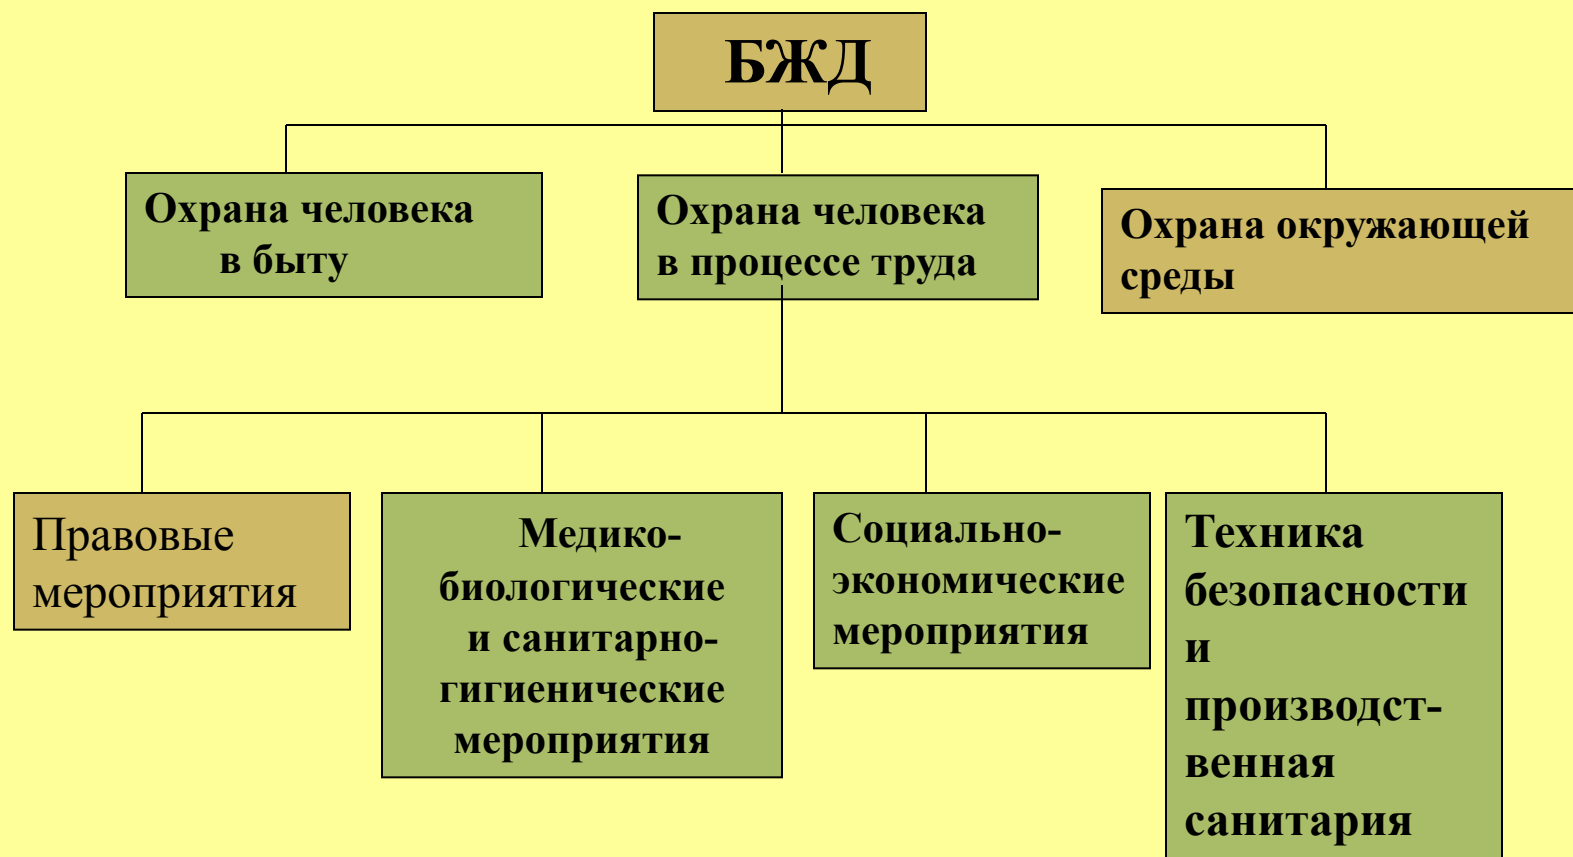 БЖД
Охрана человека
в быту
Охрана человека
в процессе труда
Охрана окружающей
среды
Правовые
мероприятия
Медико-
биологические
и санитарно-
гигиенические
мероприятия
Социально-
экономические
мероприятия
Техника
безопасности
и
производст-
венная
санитария